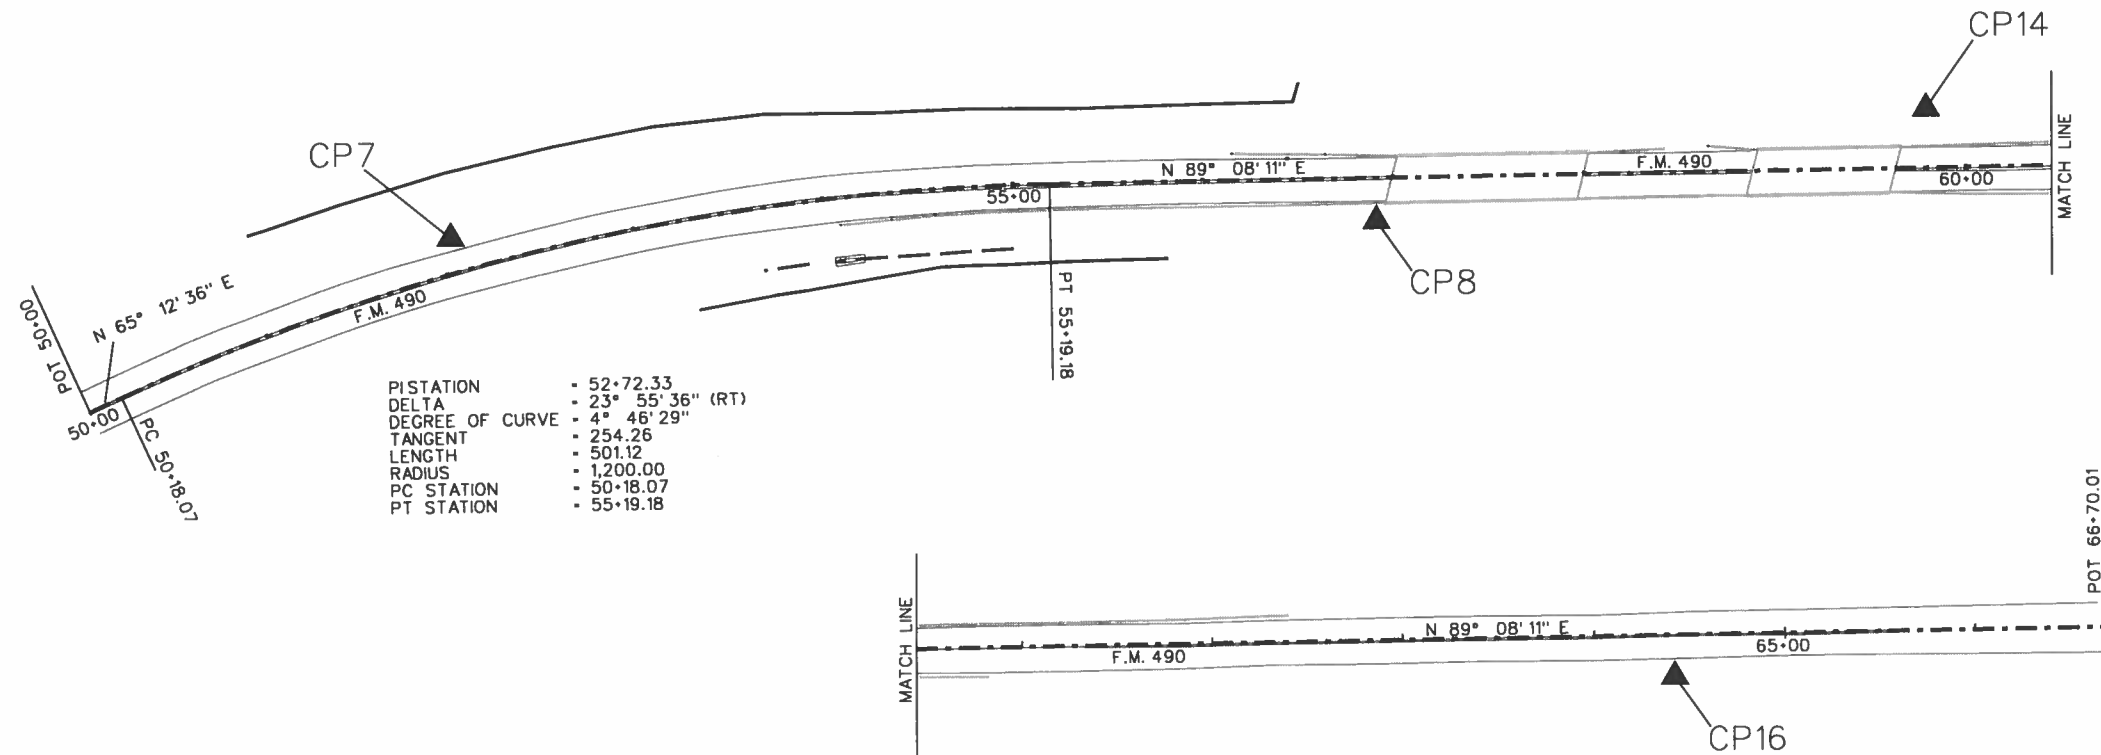 CP14
CP7
MATCH LINE
N 89° 08' 11" E
F.M. 490
55+00
60+00
CP8
N 65° 12' 36" E
F.M. 490
POT 50+00
50+00
PC 50+18.07
PT 55+19.18
PI STATION = 52+72.33
DELTA = 23° 55' 36" (RT)
DEGREE OF CURVE = 4° 46' 29"
TANGENT = 254.26
LENGTH = 501.12
RADIUS = 1,200.00
PC STATION = 50+18.07
PT STATION = 55+19.18
POT 66+70.01
MATCH LINE
N 89° 08' 11" E
F.M. 490
65+00
CP16